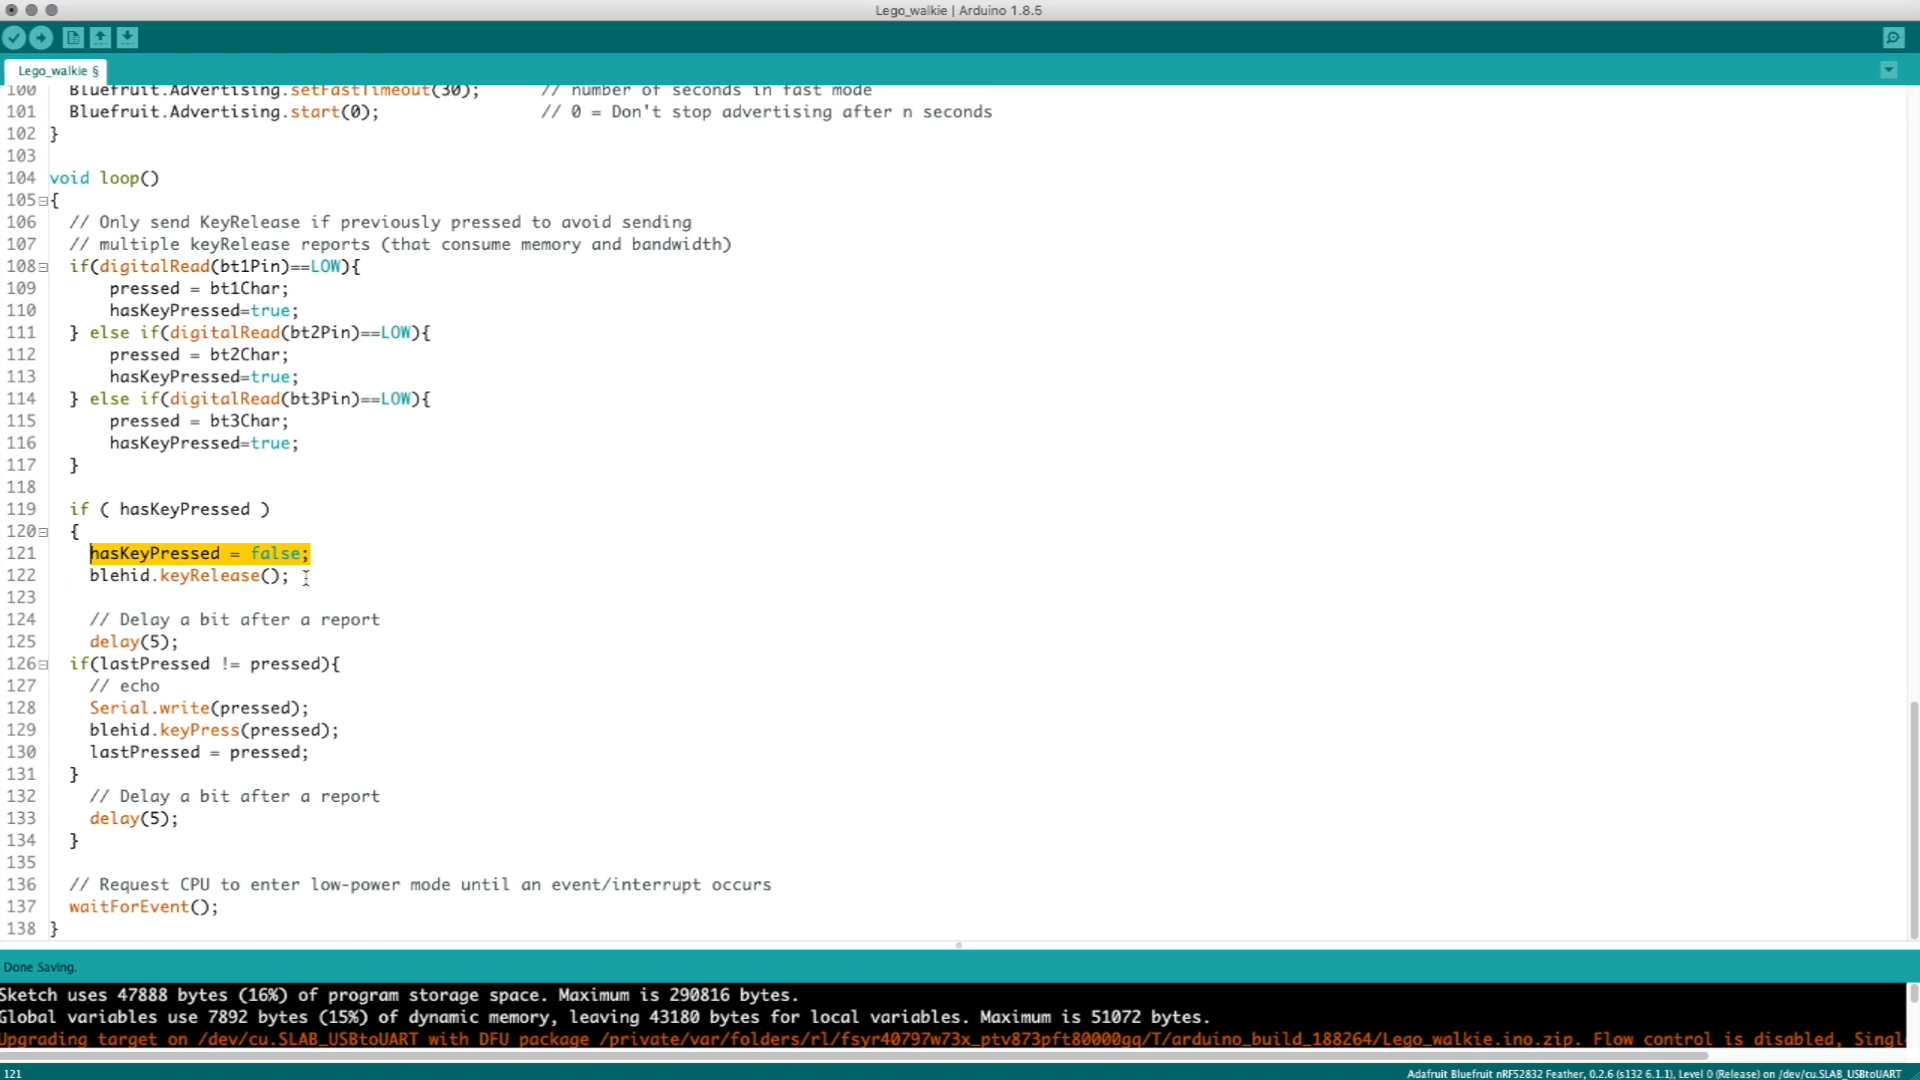 Lego_walkie | Arduino 1.8.5
Lego_walkie §
100 Bluefruit.Advertising.setFastTimeout(30); // number of seconds in fast mode
101 Bluefruit.Advertising.start(0); // 0 = Don't stop advertising after n seconds
102 }
103
104 void loop()
105 {
106 // Only send KeyRelease if previously pressed to avoid sending
107 // multiple keyRelease reports (that consume memory and bandwidth)
108 if(digitalRead(bt1Pin)==LOW){
109 pressed = bt1Char;
110 hasKeyPressed=true;
111 } else if(digitalRead(bt2Pin)==LOW){
112 pressed = bt2Char;
113 hasKeyPressed=true;
114 } else if(digitalRead(bt3Pin)==LOW){
115 pressed = bt3Char;
116 hasKeyPressed=true;
117 }
118
119 if ( hasKeyPressed )
120 {
121 hasKeyPressed = false;
122 blehid.keyRelease();
123
124 // Delay a bit after a report
125 delay(5);
126 if(lastPressed != pressed){
127 // echo
128 Serial.write(pressed);
129 blehid.keyPress(pressed);
130 lastPressed = pressed;
131 }
132 // Delay a bit after a report
133 delay(5);
134 }
135
136 // Request CPU to enter low-power mode until an event/interrupt occurs
137 waitForEvent();
138 }
Done Saving.
Sketch uses 47888 bytes (16%) of program storage space. Maximum is 290816 bytes.
Global variables use 7892 bytes (15%) of dynamic memory, leaving 43180 bytes for local variables. Maximum is 51072 bytes.
Upgrading target on /dev/cu.SLAB_USBtoUART with DFU package /private/var/folders/rl/fsyr40797w73x_ptv873pft80000gq/T/arduino_build_188264/Lego_walkie.ino.zip. Flow control is disabled, Singl
121 Adafruit Bluefruit nRF52832 Feather, 0.2.6 (s132 6.1.1), Level 0 (Release) on /dev/cu.SLAB_USBtoUART